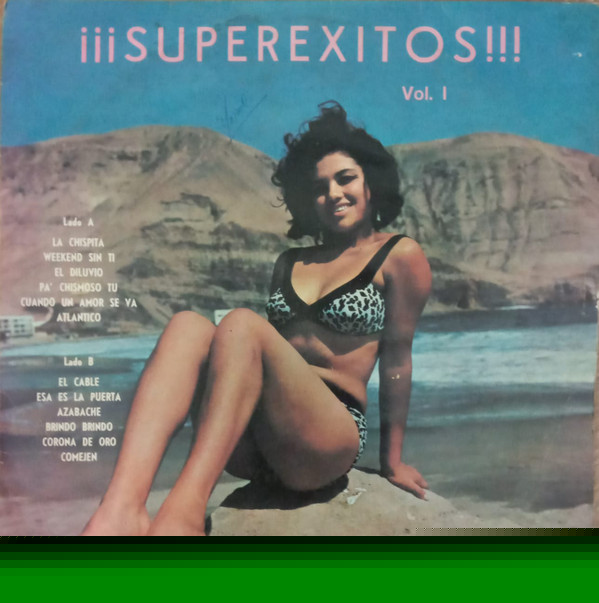 ¡¡¡SUPEREXITOS!!!
Vol. I
Lado A
LA CHISPITA
WEEKEND SIN TI
EL DILUVIO
PA' CHISMOSO TU
CUANDO UN AMOR SE VA
ATLANTICO
Lado B
EL CABLE
ESA ES LA PUERTA
AZABACHE
BRINDO BRINDO
CORONA DE ORO
COMEJEN